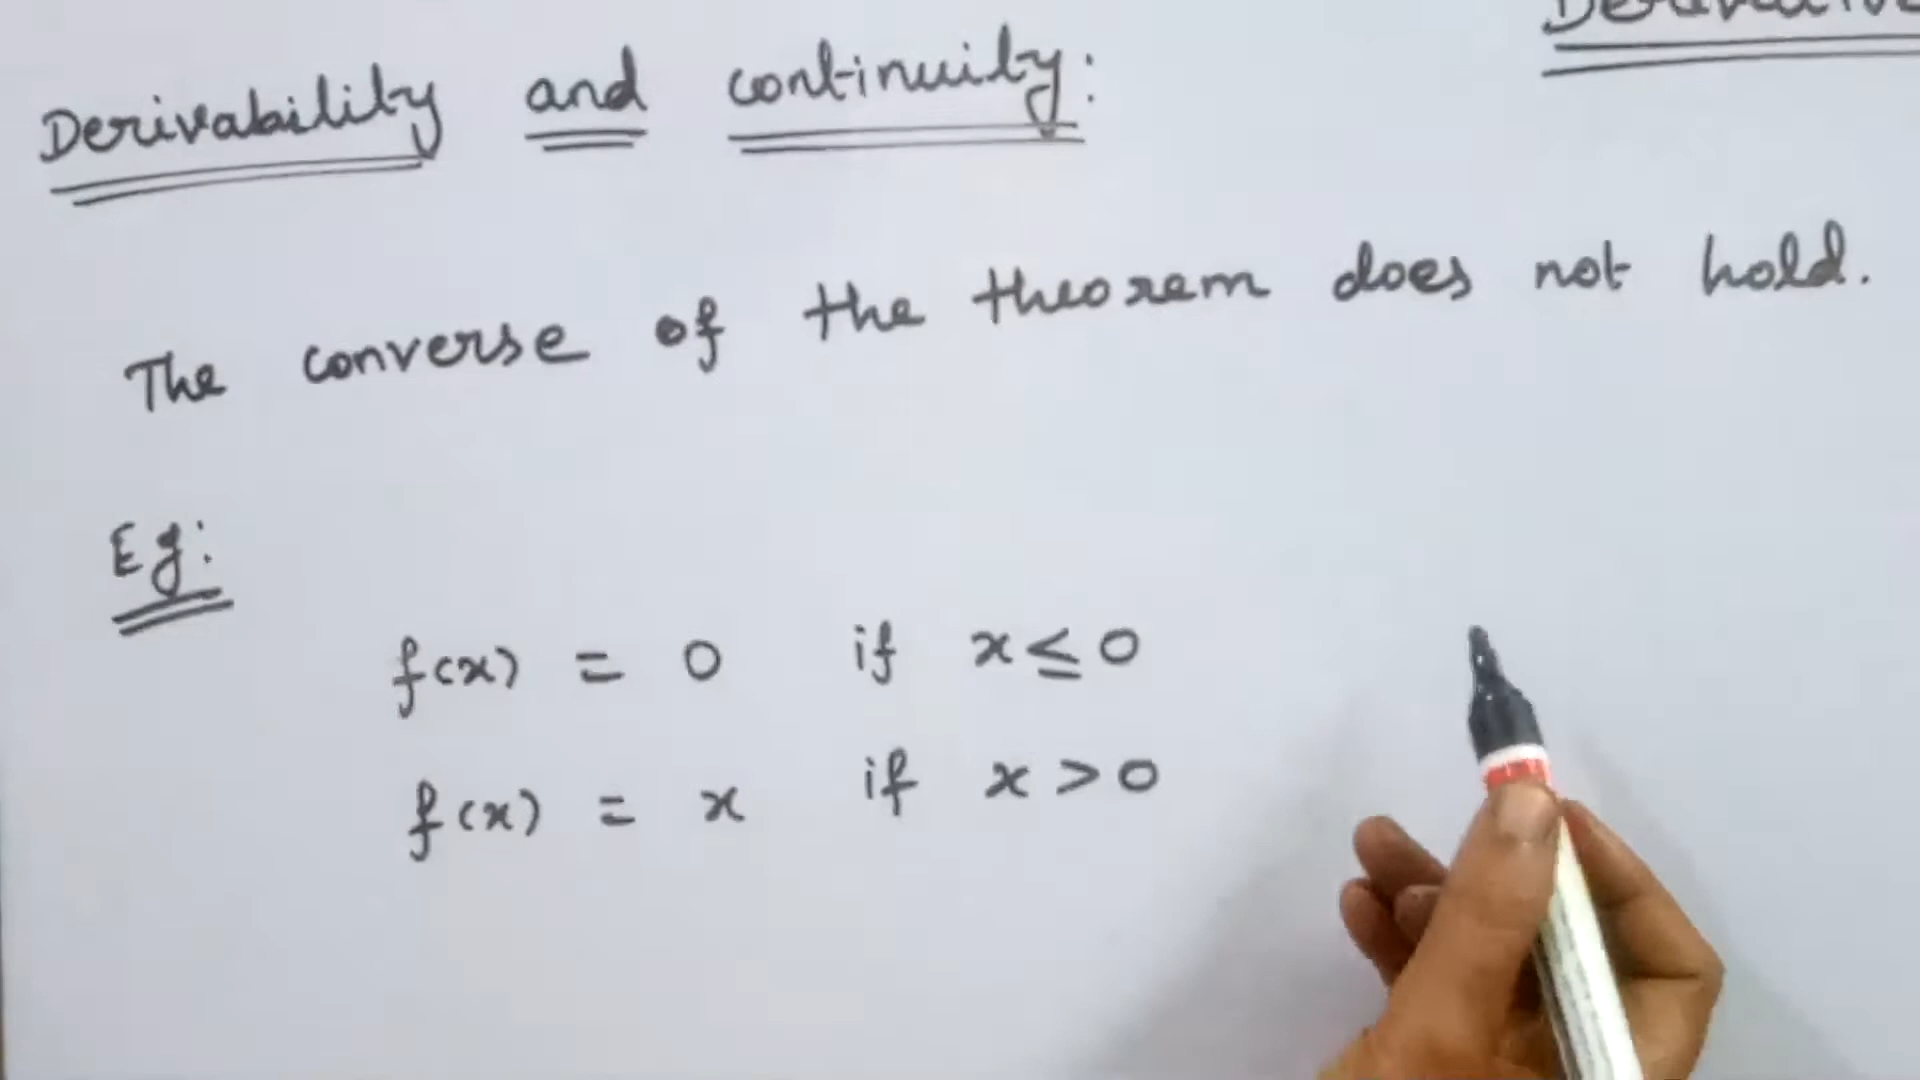 Derivability and continuity:
The converse of the theorem does not hold.
Eg:
f(x) = 0 if x ≤ 0
f(x) = x if x > 0